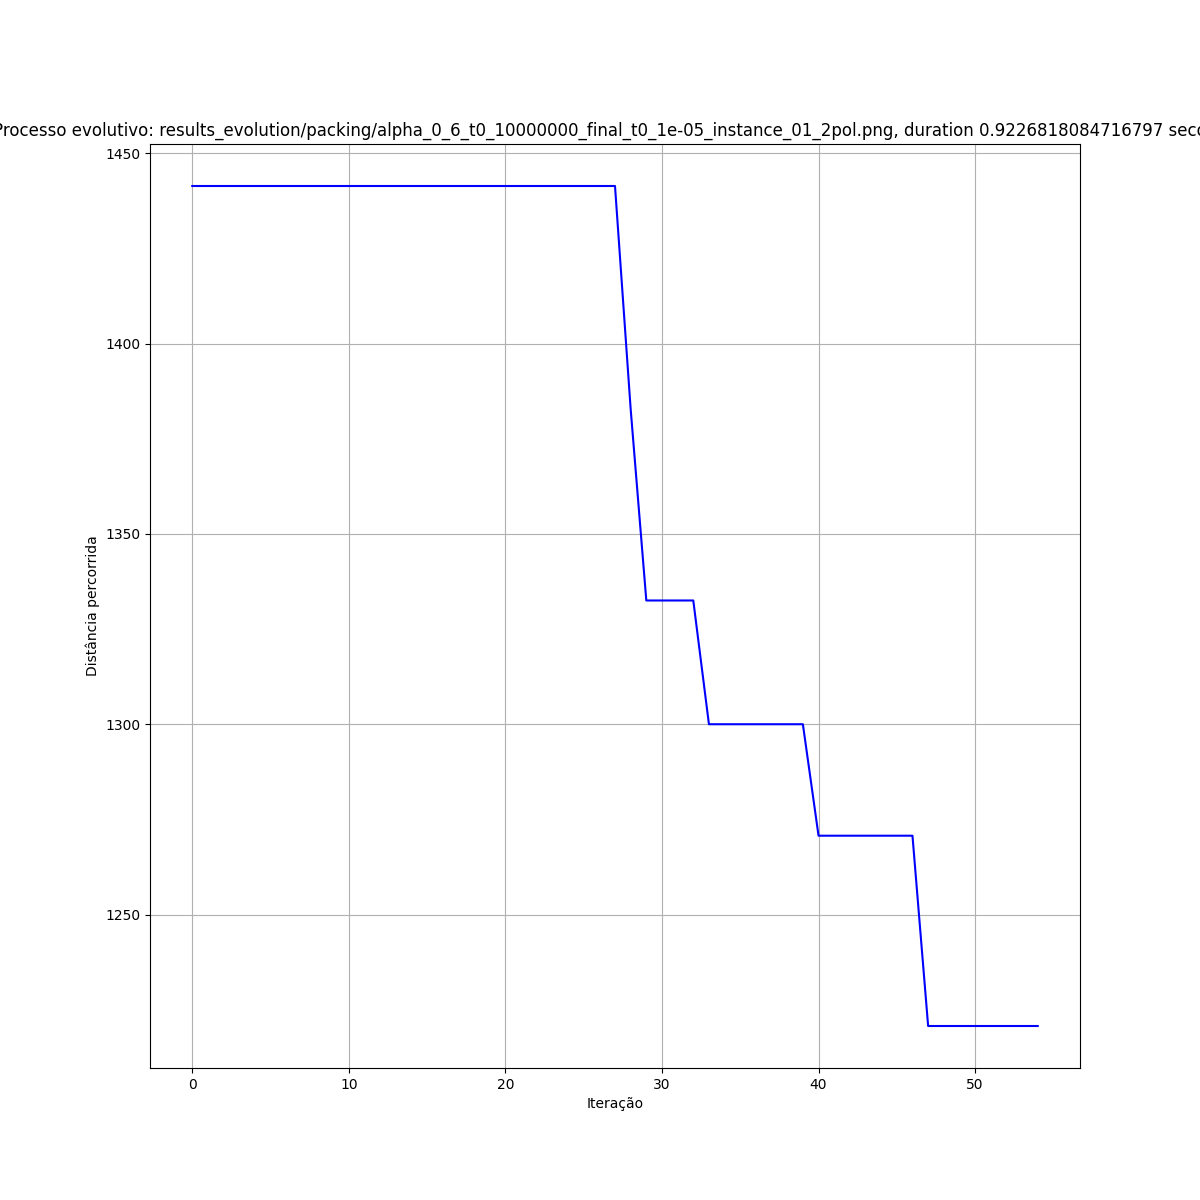 Processo evolutivo: results_evolution/packing/alpha_0_6_t0_10000000_final_t0_1e-05_instance_01_2pol.png, duration 0.9226818084716797
1450
1400
1350
1300
1250
Distância percorrida
0 10 20 30 40 50
Iteração